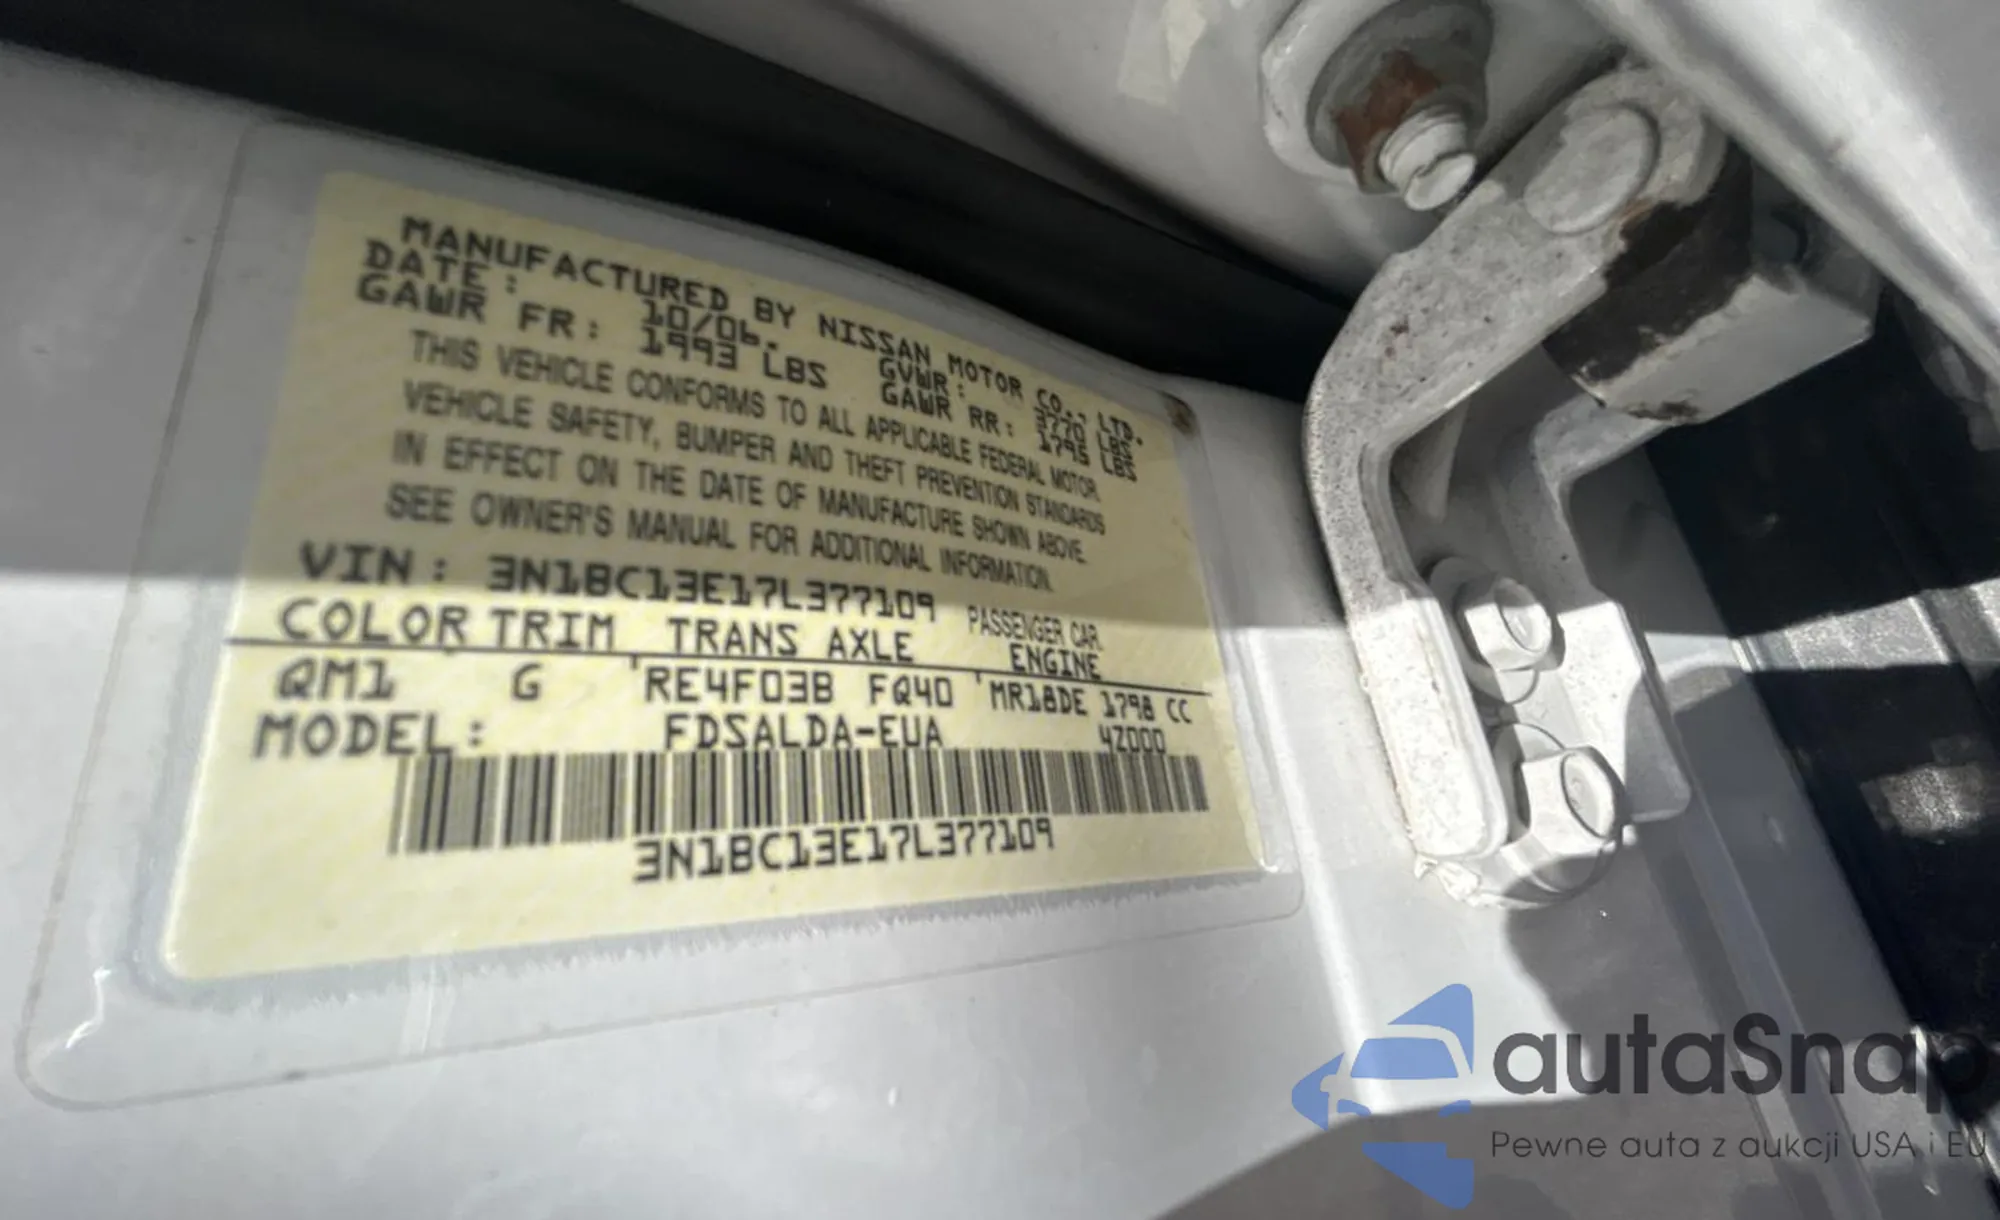 MANUFACTURED BY NISSAN MOTOR CO., LTD.
DATE: 10/06. GVWR: 3770 LBS
GAWR FR: 1993 LBS GAWR RR: 1795 LBS
THIS VEHICLE CONFORMS TO ALL APPLICABLE FEDERAL MOTOR
VEHICLE SAFETY, BUMPER AND THEFT PREVENTION STANDARDS
IN EFFECT ON THE DATE OF MANUFACTURE SHOWN ABOVE.
SEE OWNER'S MANUAL FOR ADDITIONAL INFORMATION.
VIN: 3N1BC13E17L377109 PASSENGER CAR.
COLOR TRIM TRANS AXLE ENGINE
QM1 G RE4F03B FQ40 MR18DE 1798 CC
MODEL: FDSALDA-EUA 4Z000
3N1BC13E17L377109
autaSnap
Pewne auta z aukcji USA i EU